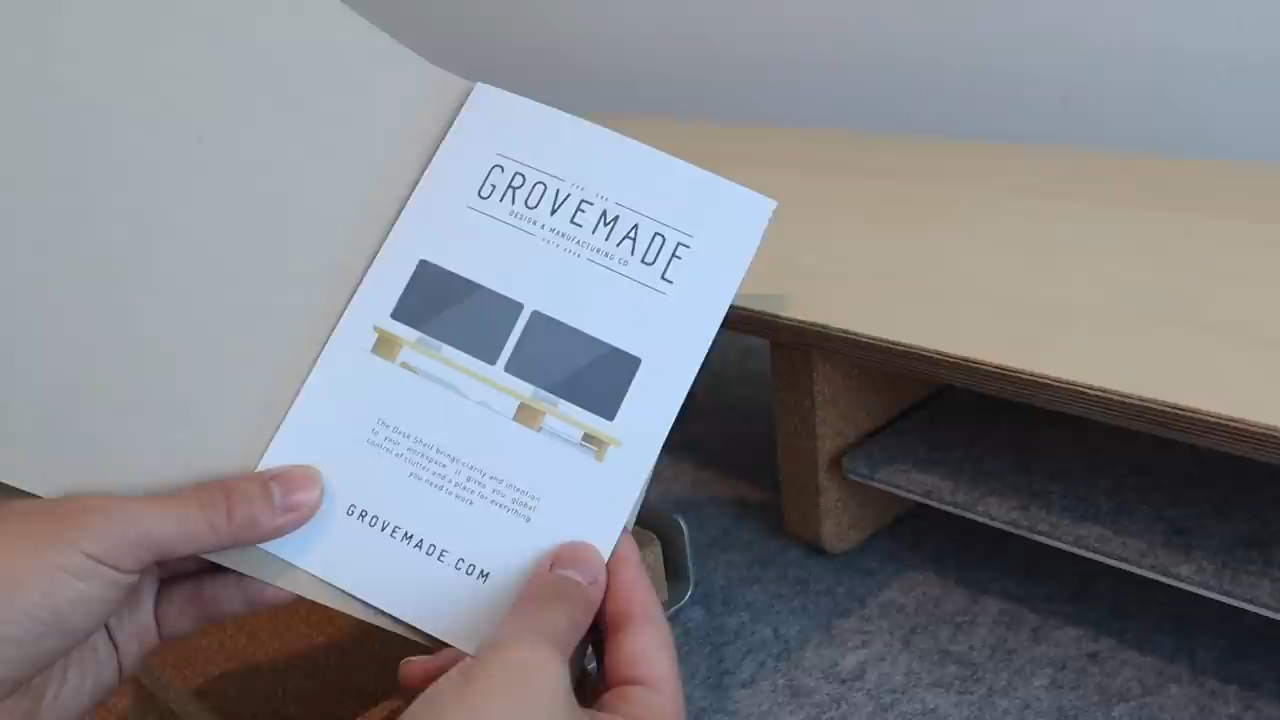 GROVEMADE
DESIGN & MANUFACTURING CO
The Desk Shelf brings clarity and intention
to your workspace. It gives you global
control of clutter and a place for everything
you need to work.
GROVEMADE.COM